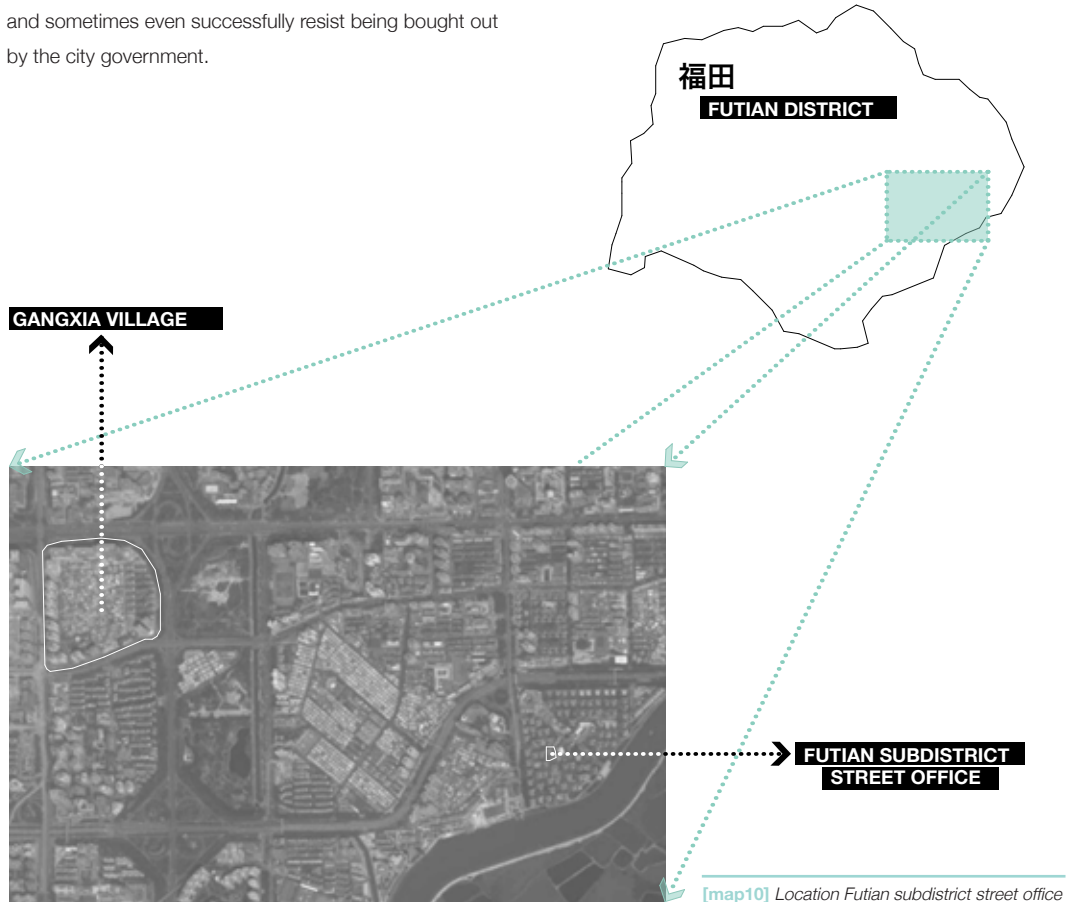 and sometimes even successfully resist being bought out
by the city government.
福田
FUTIAN DISTRICT
GANGXIA VILLAGE
FUTIAN SUBDISTRICT
STREET OFFICE
[map10] Location Futian subdistrict street office